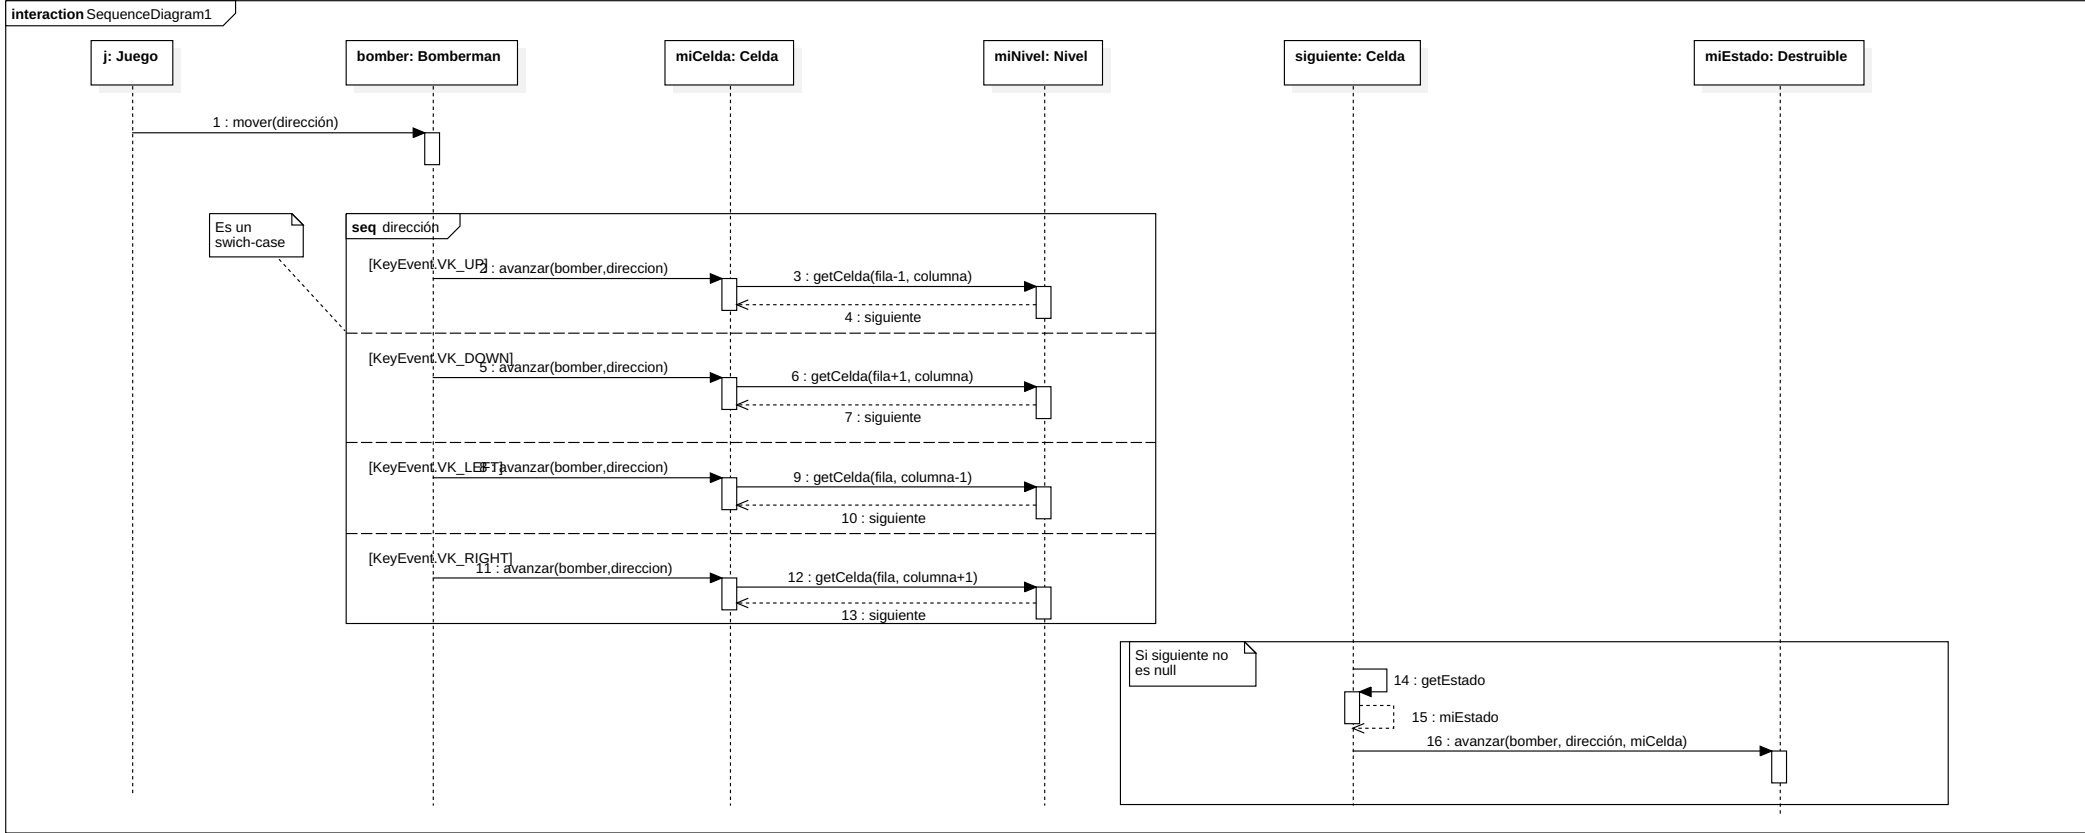 interaction SequenceDiagram1
j: Juego
bomber: Bomberman
miCelda: Celda
miNivel: Nivel
siguiente: Celda
miEstado: Destruible
1 : mover(dirección)
Es un
swich-case
seq dirección
[KeyEvent.VK_UP]
2 : avanzar(bomber,direccion)
3 : getCelda(fila-1, columna)
4 : siguiente
[KeyEvent.VK_DOWN]
5 : avanzar(bomber,direccion)
6 : getCelda(fila+1, columna)
7 : siguiente
[KeyEvent.VK_LEFT]
8 : avanzar(bomber,direccion)
9 : getCelda(fila, columna-1)
10 : siguiente
[KeyEvent.VK_RIGHT]
11 : avanzar(bomber,direccion)
12 : getCelda(fila, columna+1)
13 : siguiente
Si siguiente no
es null
14 : getEstado
15 : miEstado
16 : avanzar(bomber, dirección, miCelda)